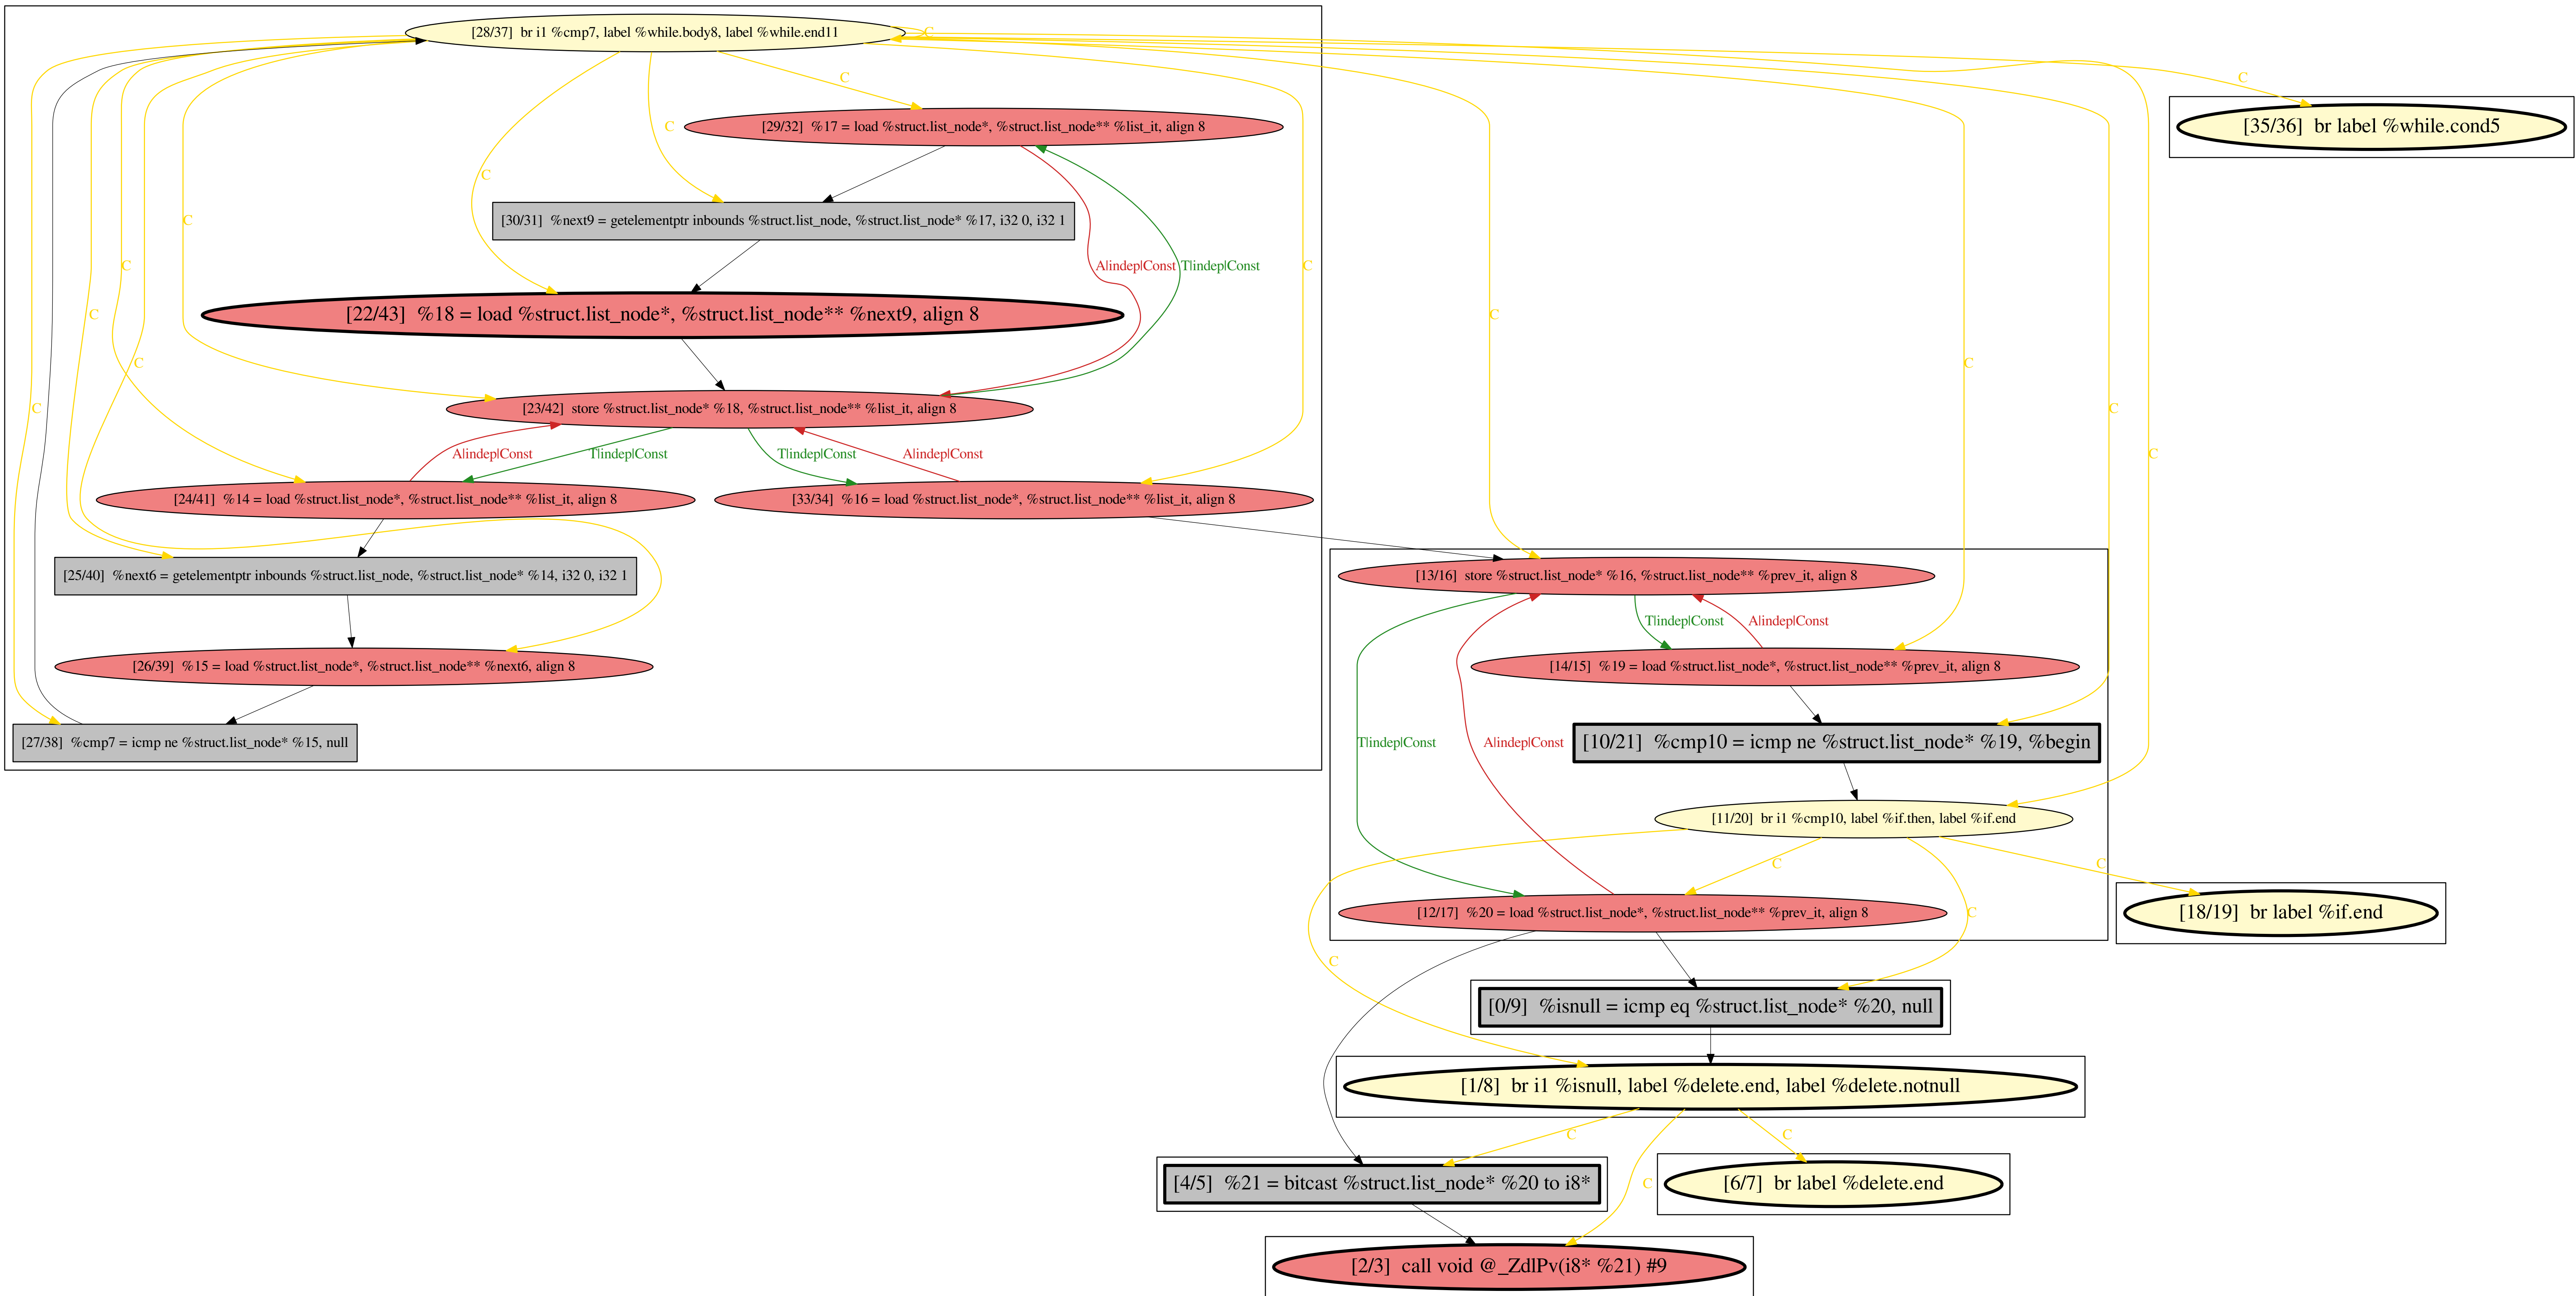 [28/37]  br i1 %cmp7, label %while.body8, label %while.end11
C
C
C
[35/36]  br label %while.cond5
[29/32]  %17 = load %struct.list_node*, %struct.list_node** %list_it, align 8
C
C
C
[30/31]  %next9 = getelementptr inbounds %struct.list_node, %struct.list_node* %17, i32 0, i32 1
C
A|indep|Const
T|indep|Const
C
C
[22/43]  %18 = load %struct.list_node*, %struct.list_node** %next9, align 8
C
C
C
C
C
[23/42]  store %struct.list_node* %18, %struct.list_node** %list_it, align 8
C
A|indep|Const
T|indep|Const
T|indep|Const
A|indep|Const
C
[24/41]  %14 = load %struct.list_node*, %struct.list_node** %list_it, align 8
[33/34]  %16 = load %struct.list_node*, %struct.list_node** %list_it, align 8
[25/40]  %next6 = getelementptr inbounds %struct.list_node, %struct.list_node* %14, i32 0, i32 1
[13/16]  store %struct.list_node* %16, %struct.list_node** %prev_it, align 8
T|indep|Const
A|indep|Const
[26/39]  %15 = load %struct.list_node*, %struct.list_node** %next6, align 8
[14/15]  %19 = load %struct.list_node*, %struct.list_node** %prev_it, align 8
[27/38]  %cmp7 = icmp ne %struct.list_node* %15, null
T|indep|Const
A|indep|Const
[10/21]  %cmp10 = icmp ne %struct.list_node* %19, %begin
[11/20]  br i1 %cmp10, label %if.then, label %if.end
C
C
[12/17]  %20 = load %struct.list_node*, %struct.list_node** %prev_it, align 8
C
[18/19]  br label %if.end
C
[0/9]  %isnull = icmp eq %struct.list_node* %20, null
[1/8]  br i1 %isnull, label %delete.end, label %delete.notnull
C
C
[4/5]  %21 = bitcast %struct.list_node* %20 to i8*
C
[6/7]  br label %delete.end
[2/3]  call void @_ZdlPv(i8* %21) #9